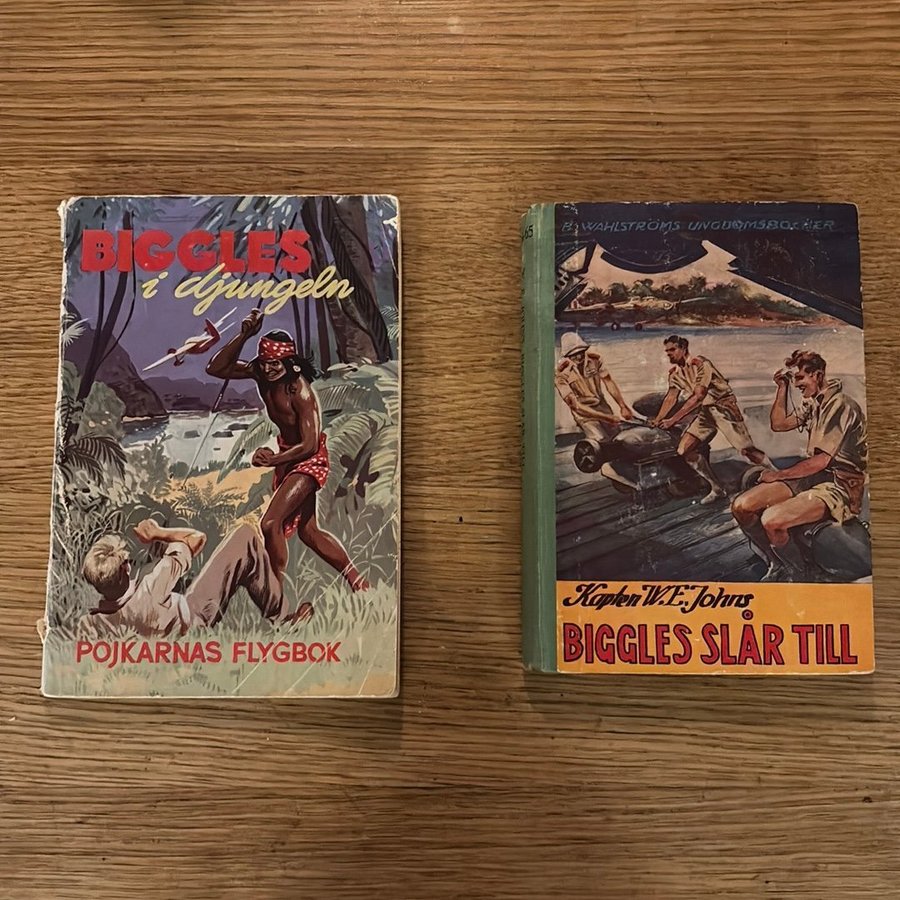 BIGGLES
i djungeln
POJKARNAS FLYGBOK
B. WAHLSTRÖMS UNGDOMSBÖCKER
Kapten W.E. Johns
BIGGLES SLÅR TILL